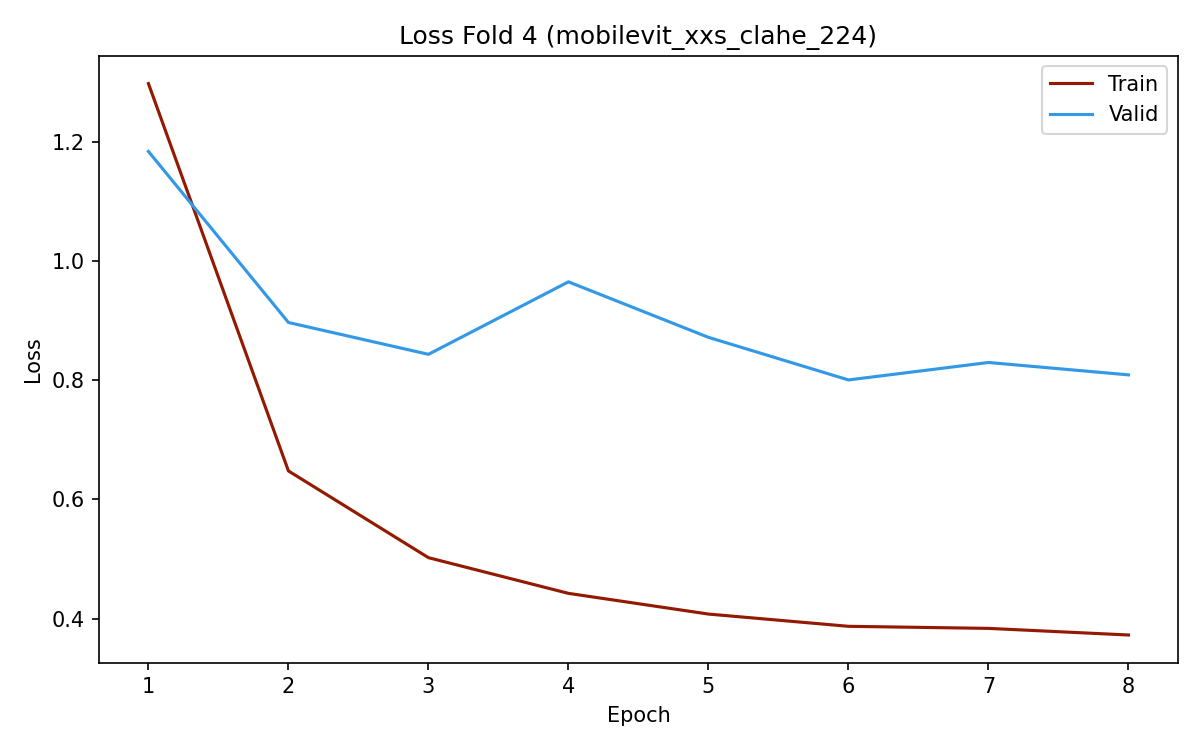 Loss Fold 4 (mobilevit_xxs_clahe_224)
Train
Valid
1.2
1.0
0.8
0.6
0.4
Loss
1 2 3 4 5 6 7 8
Epoch